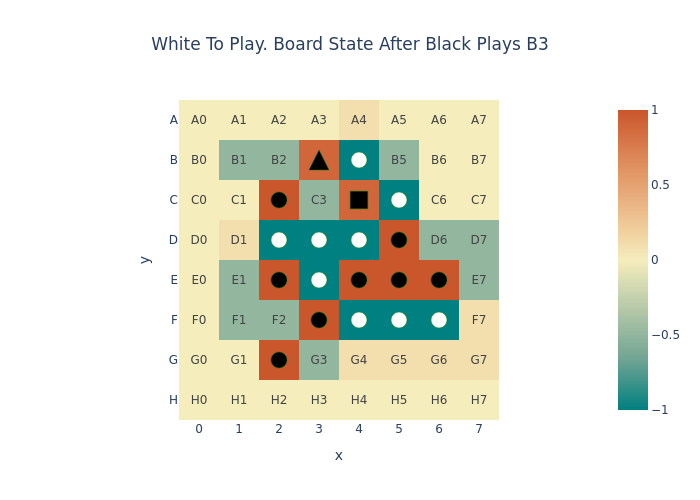 White To Play. Board State After Black Plays B3
A A0 A1 A2 A3 A4 A5 A6 A7
B B0 B1 B2 B5 B6 B7
C C0 C1 C3 C6 C7
D D0 D1 D6 D7
E E0 E1 E7
F F0 F1 F2 F7
G G0 G1 G3 G4 G5 G6 G7
H H0 H1 H2 H3 H4 H5 H6 H7
0 1 2 3 4 5 6 7
x
y
1
0.5
0
−0.5
−1